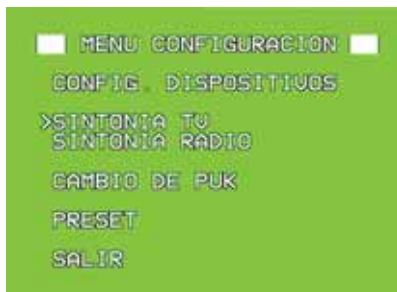 MENU CONFIGURACION
CONFIG. DISPOSITIVOS
>SINTONIA TV
SINTONIA RADIO
CAMBIO DE PUK
PRESET
SALIR